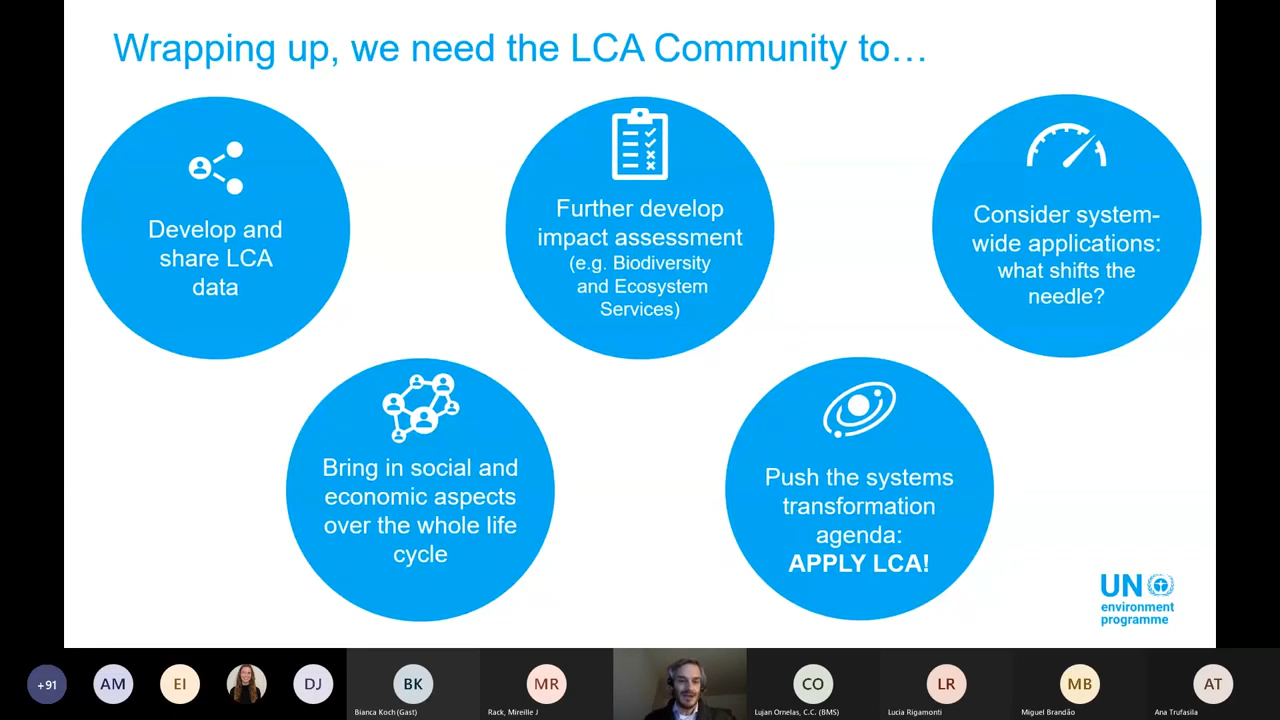 Wrapping up, we need the LCA Community to…
Develop and
share LCA
data
Further develop
impact assessment
(e.g. Biodiversity
and Ecosystem
Services)
Consider system-
wide applications:
what shifts the
needle?
Bring in social and
economic aspects
over the whole life
cycle
Push the systems
transformation
agenda:
APPLY LCA!
UN
environment
programme
+91
AM
EI
DJ
BK
Bianca Koch (Gast)
MR
Rack, Mireille J
CO
Lujan Ornelas, C.C. (BMS)
LR
Lucia Rigamonti
MB
Miguel Brandão
AT
Ana Trufasila